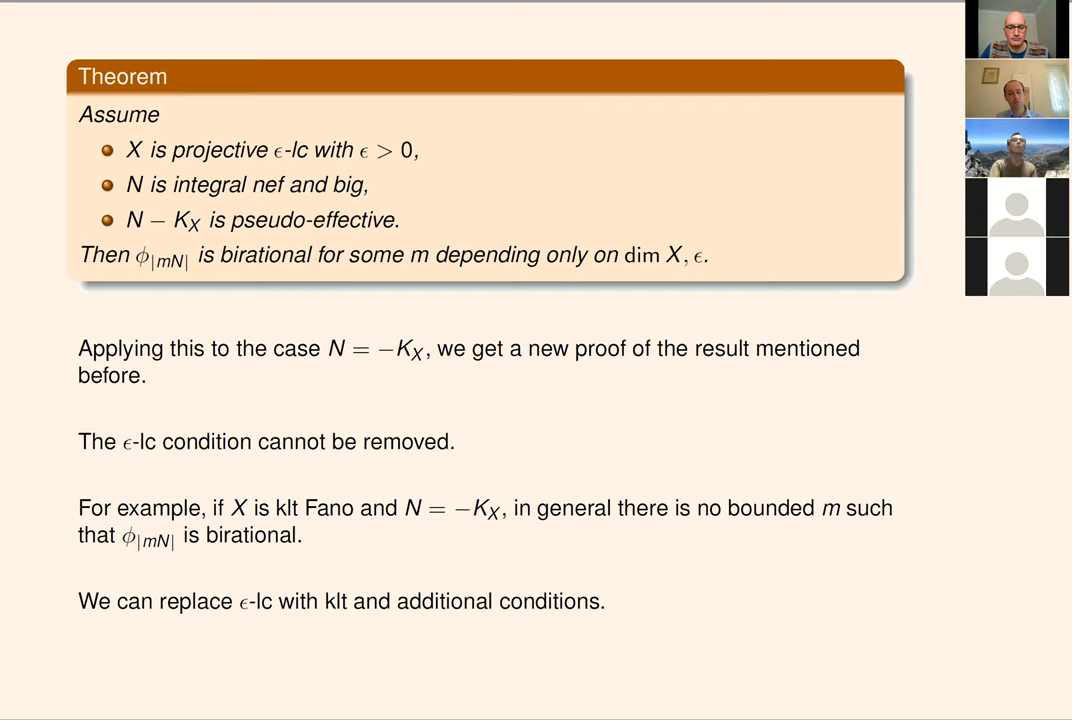 Theorem
Assume
X is projective ϵ-lc with ϵ > 0,
N is integral nef and big,
N − K_X is pseudo-effective.
Then ϕ_{|mN|} is birational for some m depending only on dim X, ϵ.
Applying this to the case N = −K_X, we get a new proof of the result mentioned
before.
The ϵ-lc condition cannot be removed.
For example, if X is klt Fano and N = −K_X, in general there is no bounded m such
that ϕ_{|mN|} is birational.
We can replace ϵ-lc with klt and additional conditions.